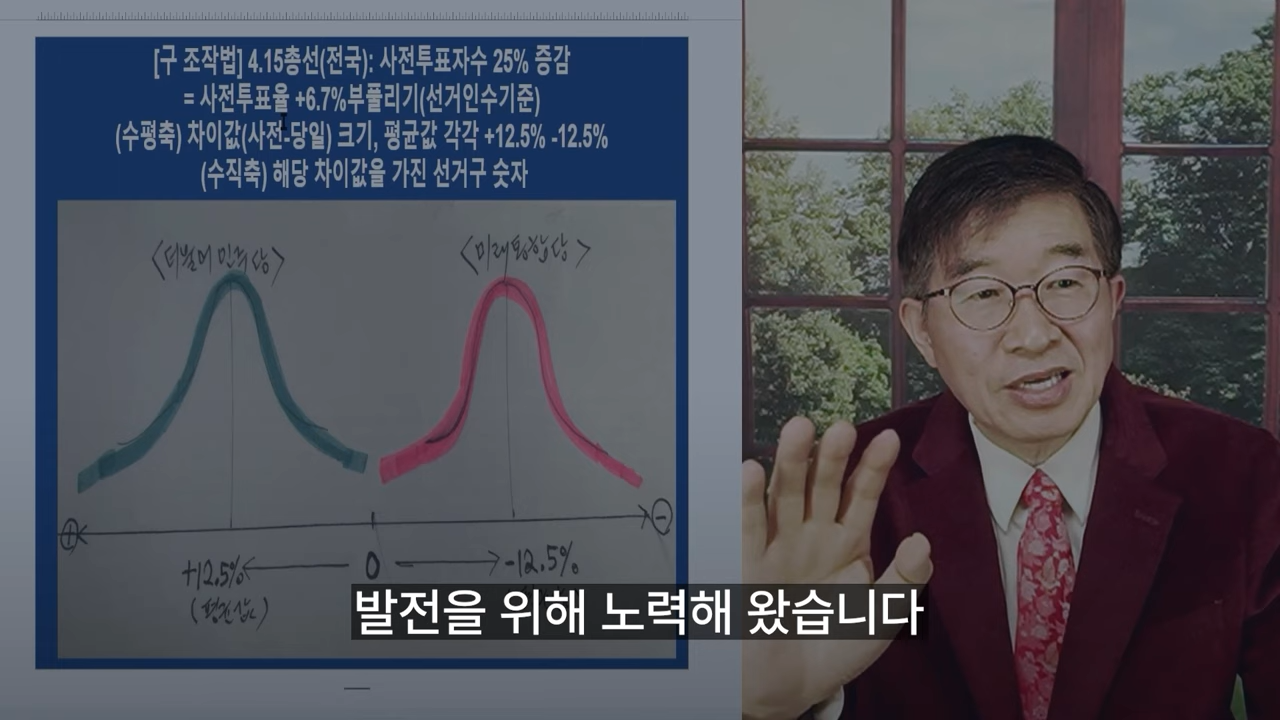 [구 조작법] 4.15총선(전국): 사전투표자수 25% 증감
= 사전투표율 +6.7%부풀리기(선거인수기준)
(수평축) 차이값(사전-당일) 크기, 평균값 각각 +12.5% -12.5%
(수직축) 해당 차이값을 가진 선거구 숫자
<더불어 민주당>
<미래통합당>
+
-
+12.5%
0
-12.5%
(평균값)
발전을 위해 노력해 왔습니다